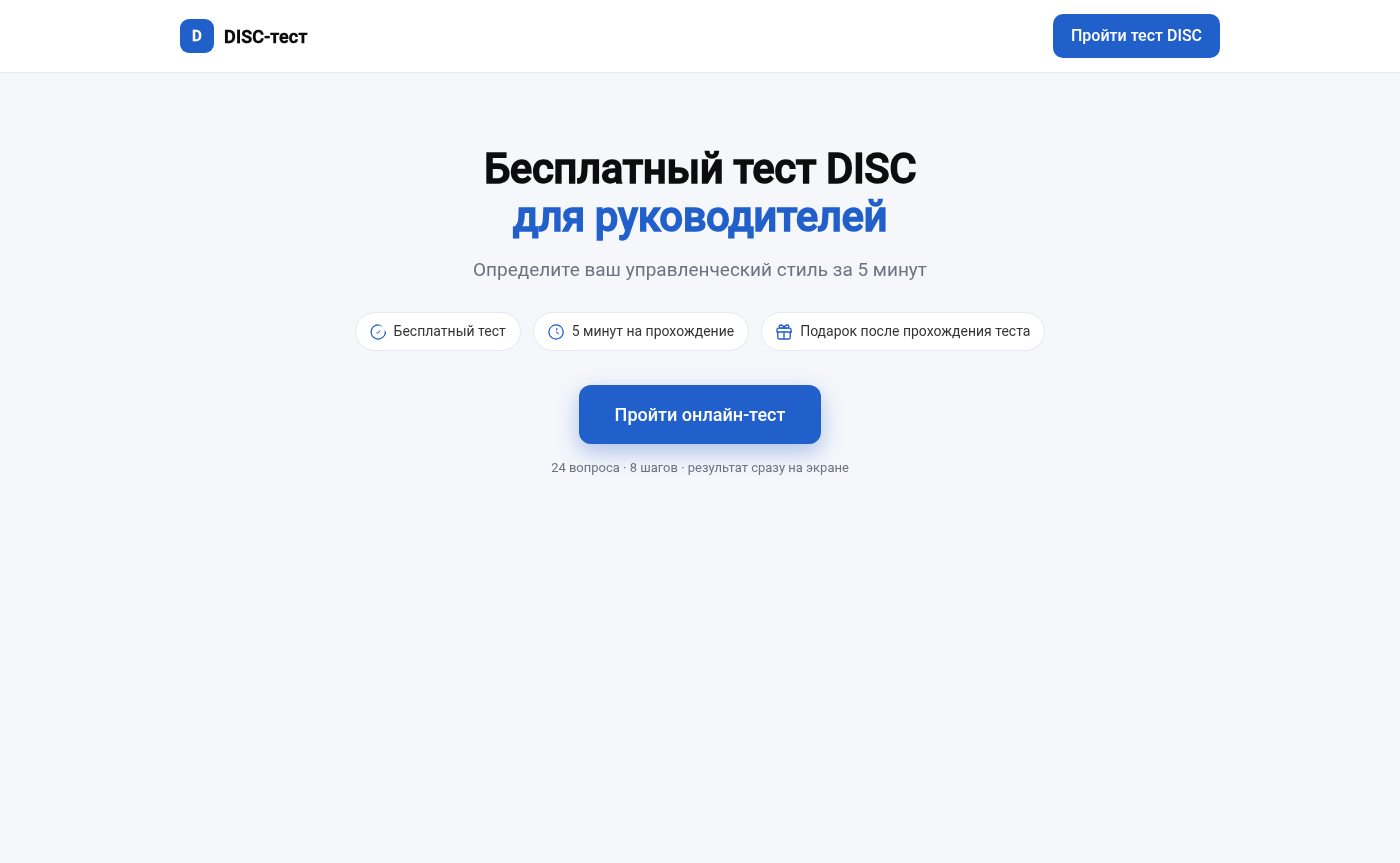 D
DISC-тест
Пройти тест DISC
Бесплатный тест DISC
для руководителей
Определите ваш управленческий стиль за 5 минут
Бесплатный тест
5 минут на прохождение
Подарок после прохождения теста
Пройти онлайн-тест
24 вопроса · 8 шагов · результат сразу на экране